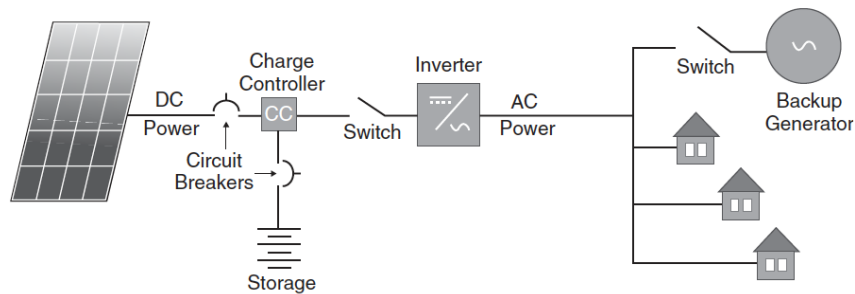 DC
Power
Charge
Controller
CC
Circuit
Breakers
Storage
Switch
Inverter
AC
Power
Switch
Backup
Generator